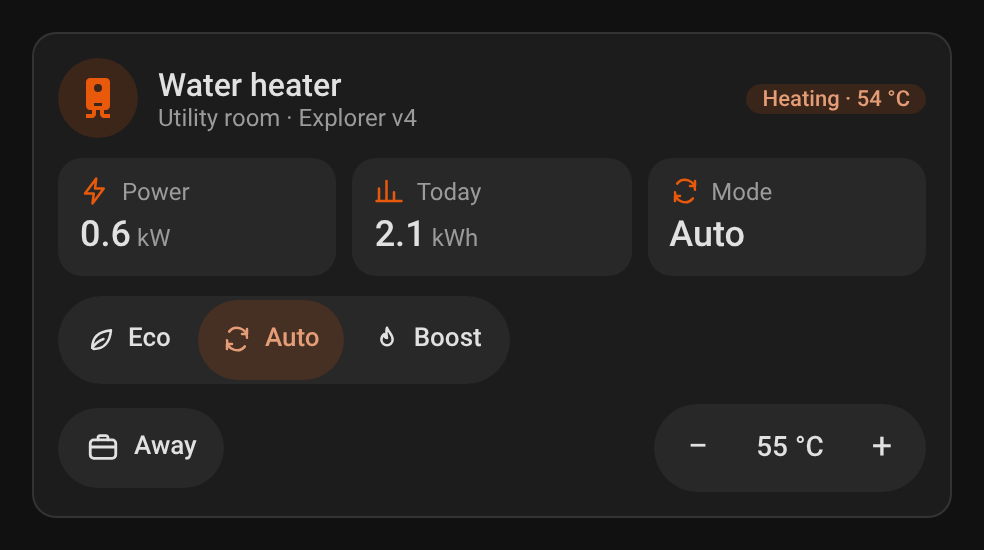 Water heater
Utility room · Explorer v4
Heating · 54 °C
Power
0.6 kW
Today
2.1 kWh
Mode
Auto
Eco
Auto
Boost
Away
− 55 °C +